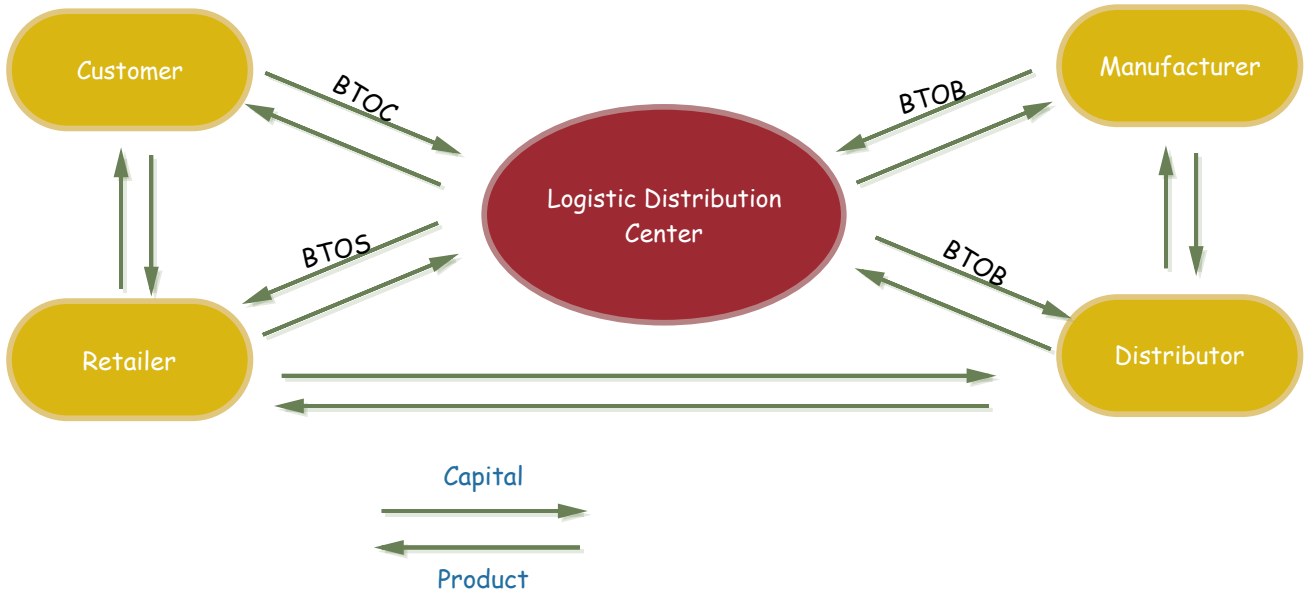 Customer
Manufacturer
BTOC
BTOB
Logistic Distribution
Center
BTOS
BTOB
Retailer
Distributor
Capital
Product